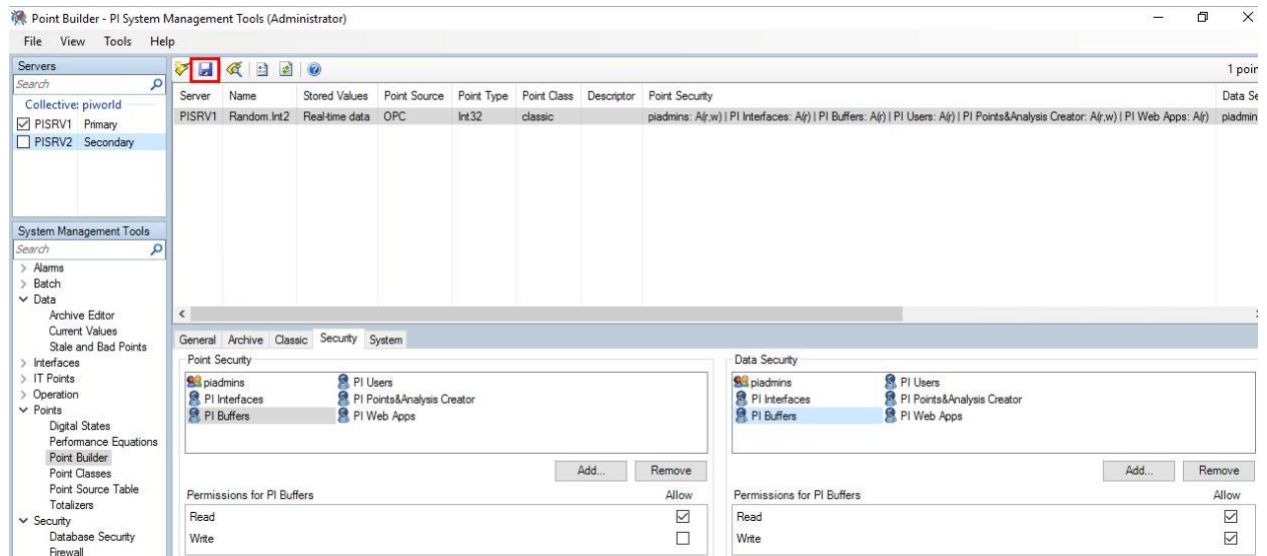 Point Builder - PI System Management Tools (Administrator)
File View Tools Help
Servers
Search
Collective: piworld
PISRV1 Primary
PISRV2 Secondary
System Management Tools
Search
Alarms
Batch
Data
Archive Editor
Current Values
Stale and Bad Points
Interfaces
IT Points
Operation
Points
Digital States
Performance Equations
Point Builder
Point Classes
Point Source Table
Totalizers
Security
Database Security
Firewall
1 poin
Server Name Stored Values Point Source Point Type Point Class Descriptor Point Security Data Se
PISRV1 Random.Int2 Real-time data OPC Int32 classic piadmins: A(r,w) | PI Interfaces: A(r) | PI Buffers: A(r) | PI Users: A(r) | PI Points&Analysis Creator: A(r,w) | PI Web Apps: A(r) piadmin
General Archive Classic Security System
Point Security
piadmins PI Users
PI Interfaces PI Points&Analysis Creator
PI Buffers PI Web Apps
Add... Remove
Permissions for PI Buffers Allow
Read
Write
Data Security
piadmins PI Users
PI Interfaces PI Points&Analysis Creator
PI Buffers PI Web Apps
Add... Remove
Permissions for PI Buffers Allow
Read
Write